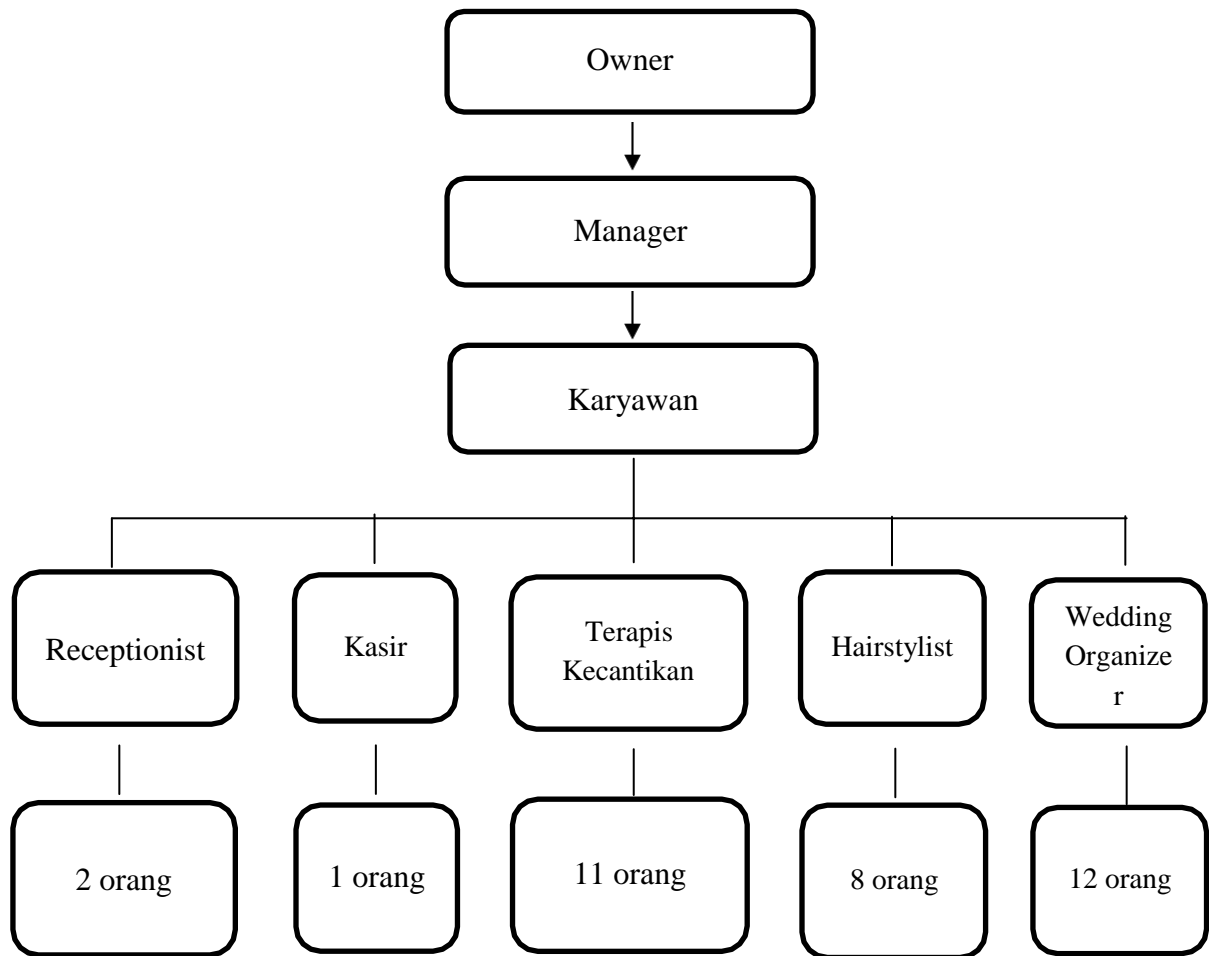 Owner
Manager
Karyawan
Receptionist
Kasir
Terapis
Kecantikan
Hairstylist
Wedding
Organize
r
2 orang
1 orang
11 orang
8 orang
12 orang